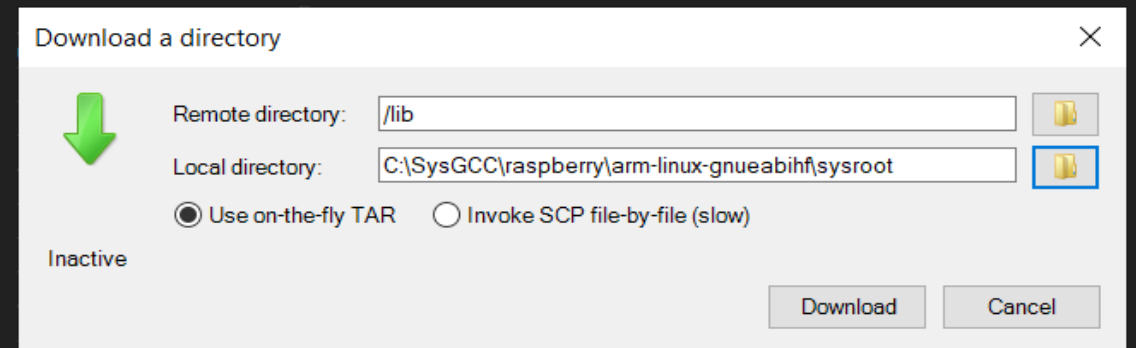 Download a directory
Remote directory: /lib
Local directory: C:\SysGCC\raspberry\arm-linux-gnueabihf\sysroot
Use on-the-fly TAR Invoke SCP file-by-file (slow)
Inactive
Download Cancel